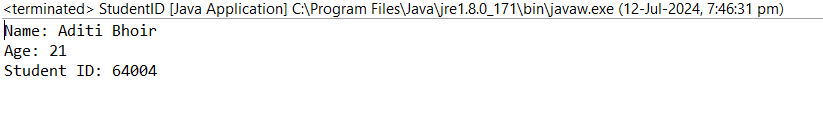 <terminated> StudentID [Java Application] C:\Program Files\Java\jre1.8.0_171\bin\javaw.exe (12-Jul-2024, 7:46:31 pm)
Name: Aditi Bhoir
Age: 21
Student ID: 64004